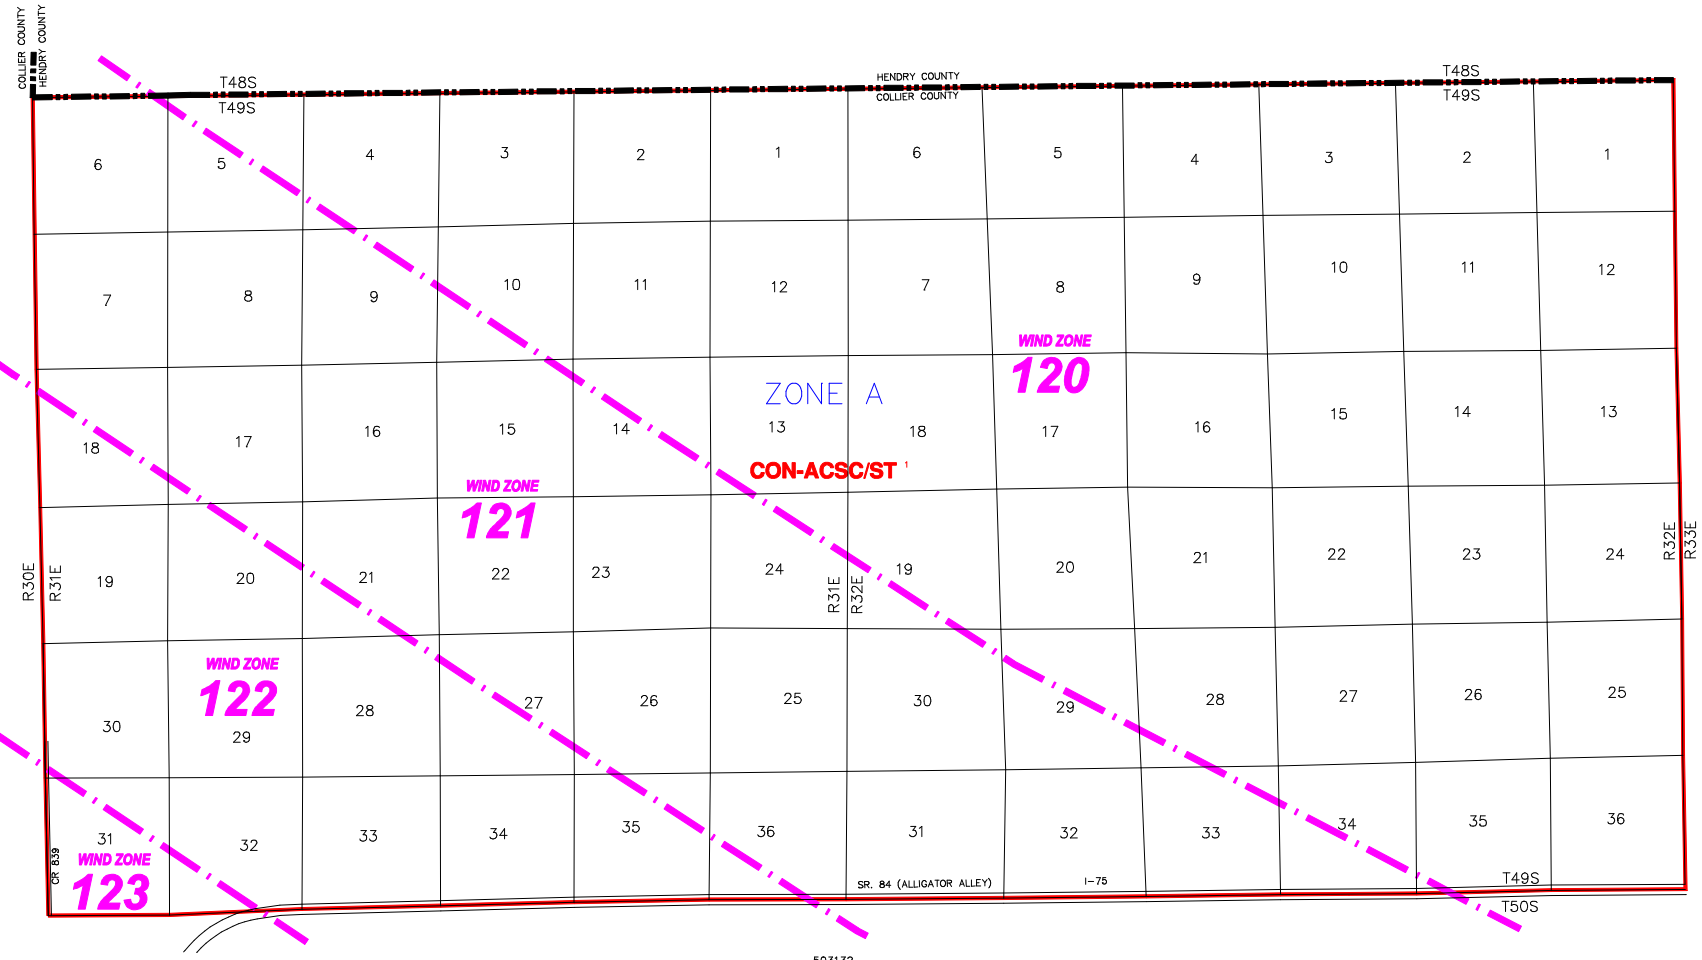 COLLIER COUNTY
HENDRY COUNTY
T48S
T49S
HENDRY COUNTY
COLLIER COUNTY
T48S
T49S
6 5 4 3 2 1 6 5 4 3 2 1
7 8 9 10 11 12 7 8 9 10 11 12
WIND ZONE
120
ZONE A
18 17 16 15 14 13 18 17 16 15 14 13
CON-ACSC/ST 1
WIND ZONE
121
R30E
R31E
19 20 21 22 23 24 19 20 21 22 23 24
R31E
R32E
R32E
R33E
WIND ZONE
122
30 29 28 27 26 25 30 29 28 27 26 25
31 32 33 34 35 36 31 32 33 34 35 36
WIND ZONE
123
CR 839
SR. 84 (ALLIGATOR ALLEY)
I-75
T49S
T50S